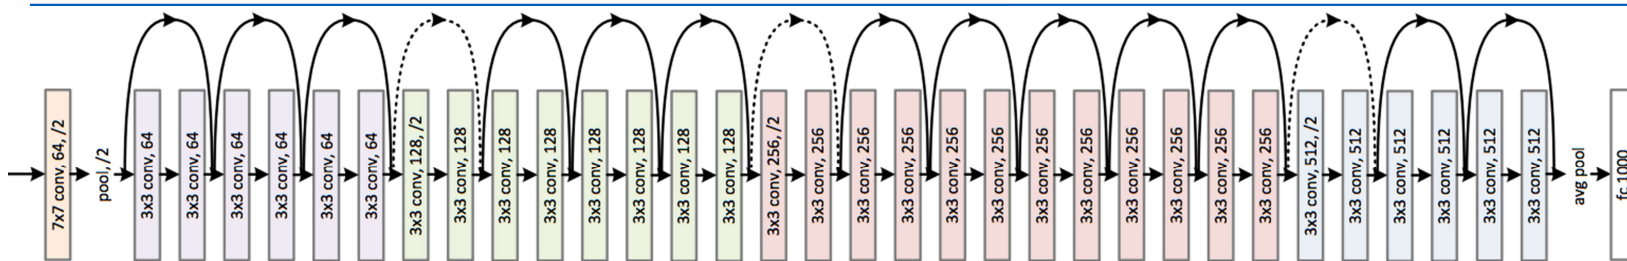 7x7 conv, 64, /2
pool, /2
3x3 conv, 64
3x3 conv, 64
3x3 conv, 64
3x3 conv, 64
3x3 conv, 64
3x3 conv, 64
3x3 conv, 128, /2
3x3 conv, 128
3x3 conv, 128
3x3 conv, 128
3x3 conv, 128
3x3 conv, 128
3x3 conv, 128
3x3 conv, 128
3x3 conv, 256, /2
3x3 conv, 256
3x3 conv, 256
3x3 conv, 256
3x3 conv, 256
3x3 conv, 256
3x3 conv, 256
3x3 conv, 256
3x3 conv, 256
3x3 conv, 256
3x3 conv, 256
3x3 conv, 256
3x3 conv, 512, /2
3x3 conv, 512
3x3 conv, 512
3x3 conv, 512
3x3 conv, 512
3x3 conv, 512
avg pool
fc 1000